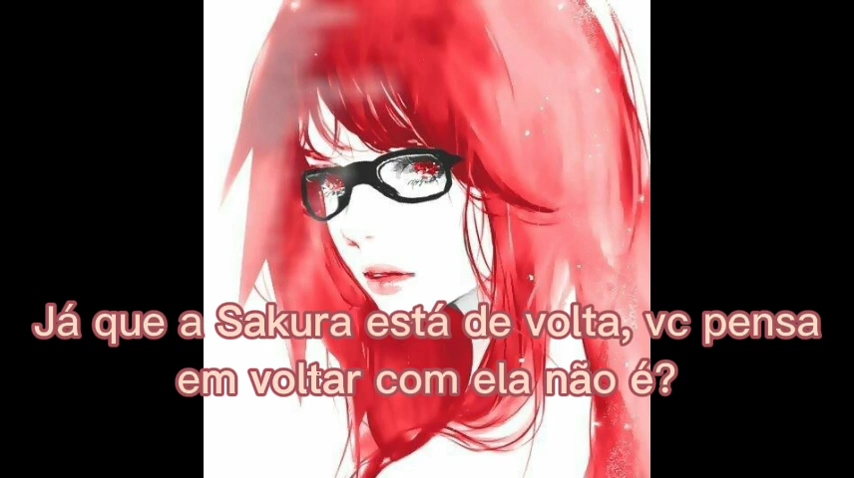 Já que a Sakura está de volta, vc pensa
em voltar com ela não é?